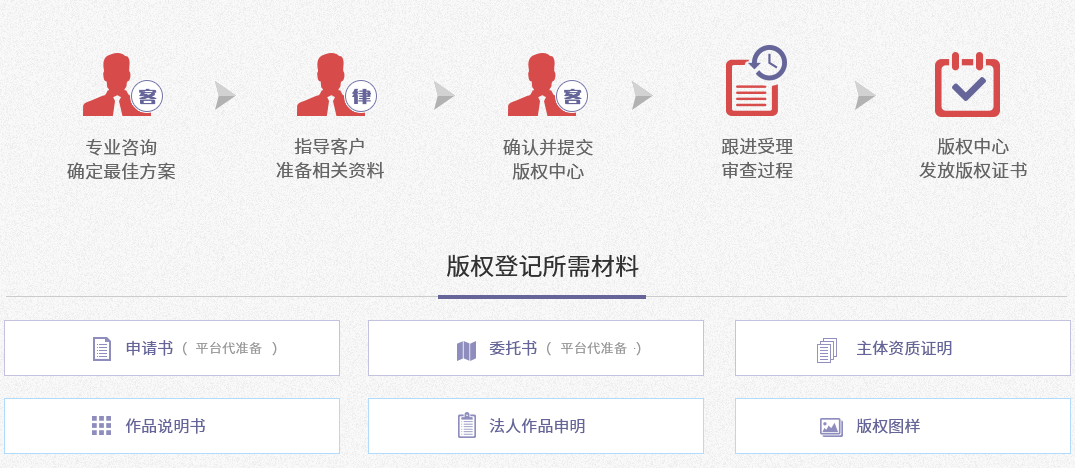 客
律
客
专业咨询
确定最佳方案
指导客户
准备相关资料
确认并提交
版权中心
跟进受理
审查过程
版权中心
发放版权证书
版权登记所需材料
申请书（ 平台代准备 ）
委托书（ 平台代准备 ·）
主体资质证明
作品说明书
法人作品申明
版权图样